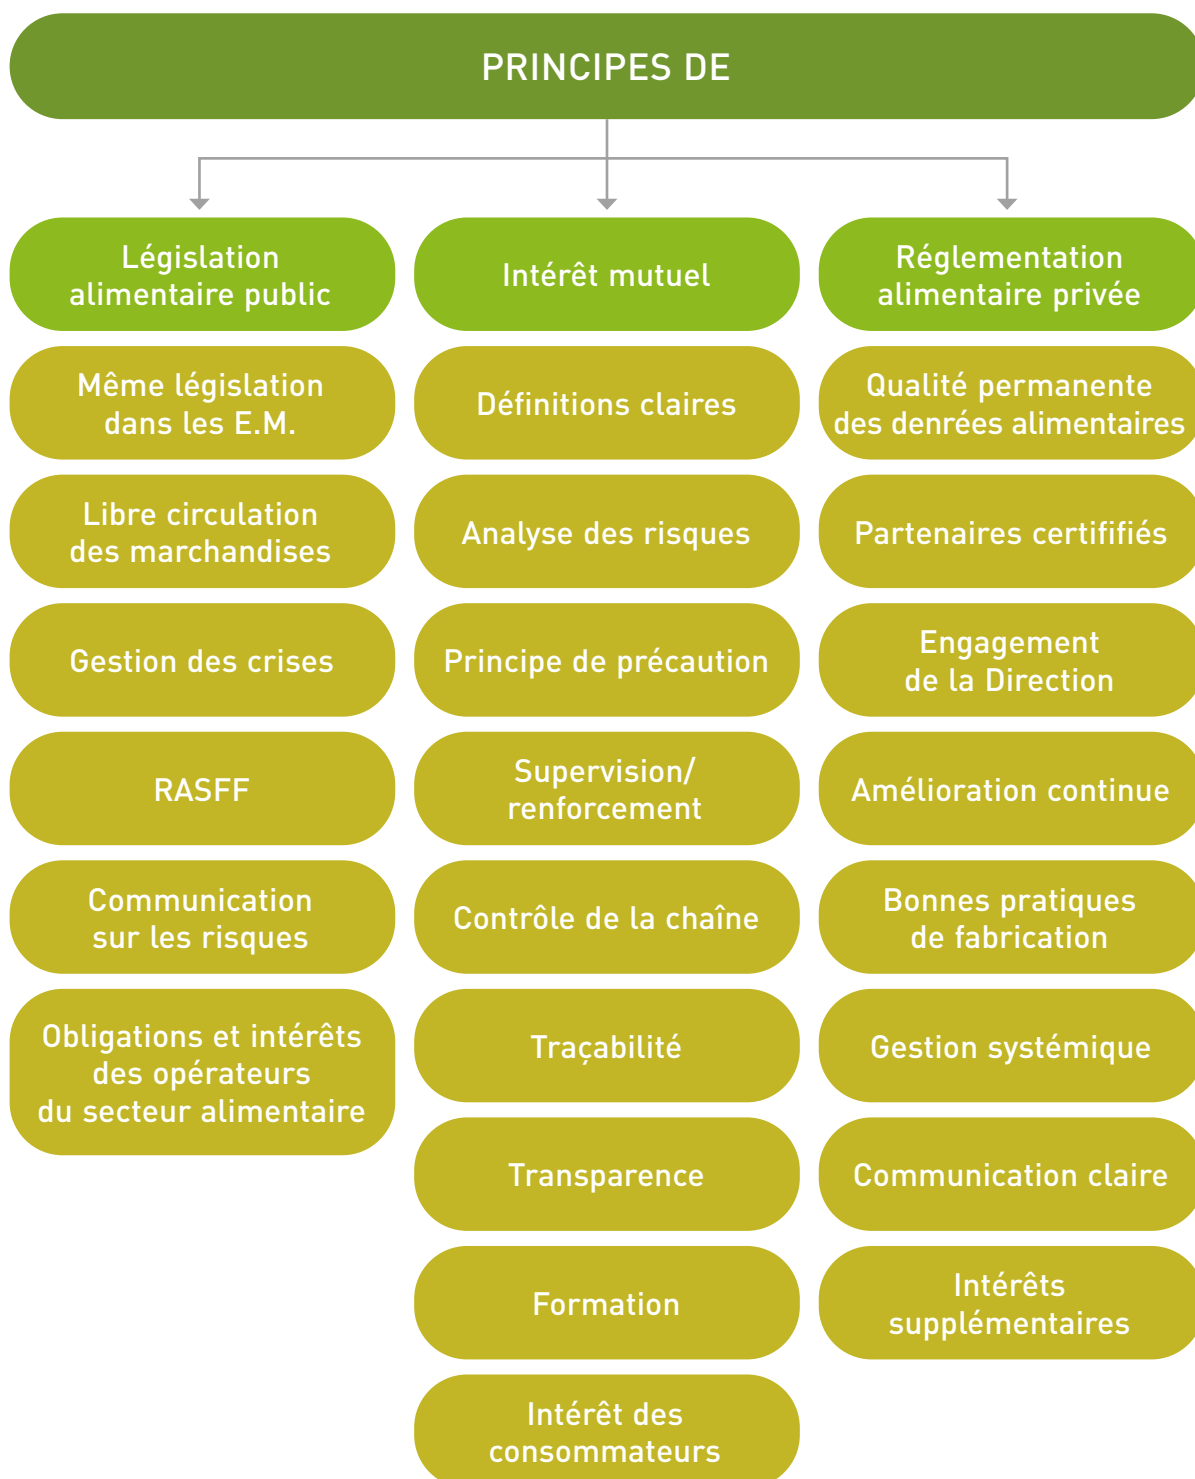 PRINCIPES DE
Législation
alimentaire public
Même législation
dans les E.M.
Libre circulation
des marchandises
Gestion des crises
RASFF
Communication
sur les risques
Obligations et intérêts
des opérateurs
du secteur alimentaire
Intérêt mutuel
Définitions claires
Analyse des risques
Principe de précaution
Supervision/
renforcement
Contrôle de la chaîne
Traçabilité
Transparence
Formation
Intérêt des
consommateurs
Réglementation
alimentaire privée
Qualité permanente
des denrées alimentaires
Partenaires certififiés
Engagement
de la Direction
Amélioration continue
Bonnes pratiques
de fabrication
Gestion systémique
Communication claire
Intérêts
supplémentaires